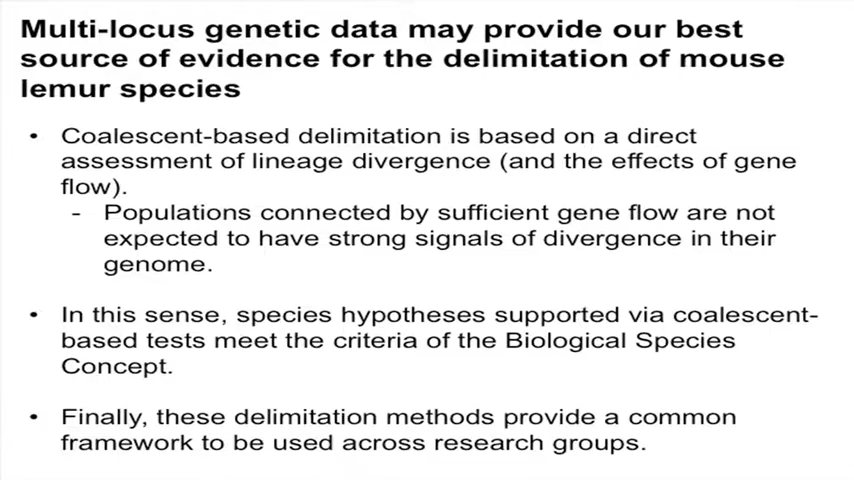 Multi-locus genetic data may provide our best
source of evidence for the delimitation of mouse
lemur species
• Coalescent-based delimitation is based on a direct
assessment of lineage divergence (and the effects of gene
flow).
- Populations connected by sufficient gene flow are not
expected to have strong signals of divergence in their
genome.
• In this sense, species hypotheses supported via coalescent-
based tests meet the criteria of the Biological Species
Concept.
• Finally, these delimitation methods provide a common
framework to be used across research groups.